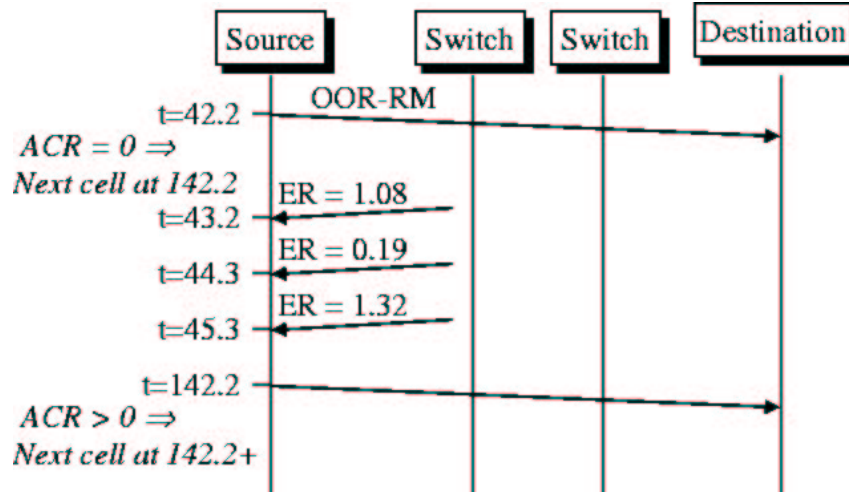 Source
Switch
Switch
Destination
OOR-RM
t=42.2
ACR = 0 ⇒
Next cell at 142.2
ER = 1.08
t=43.2
ER = 0.19
t=44.3
ER = 1.32
t=45.3
t=142.2
ACR > 0 ⇒
Next cell at 142.2+